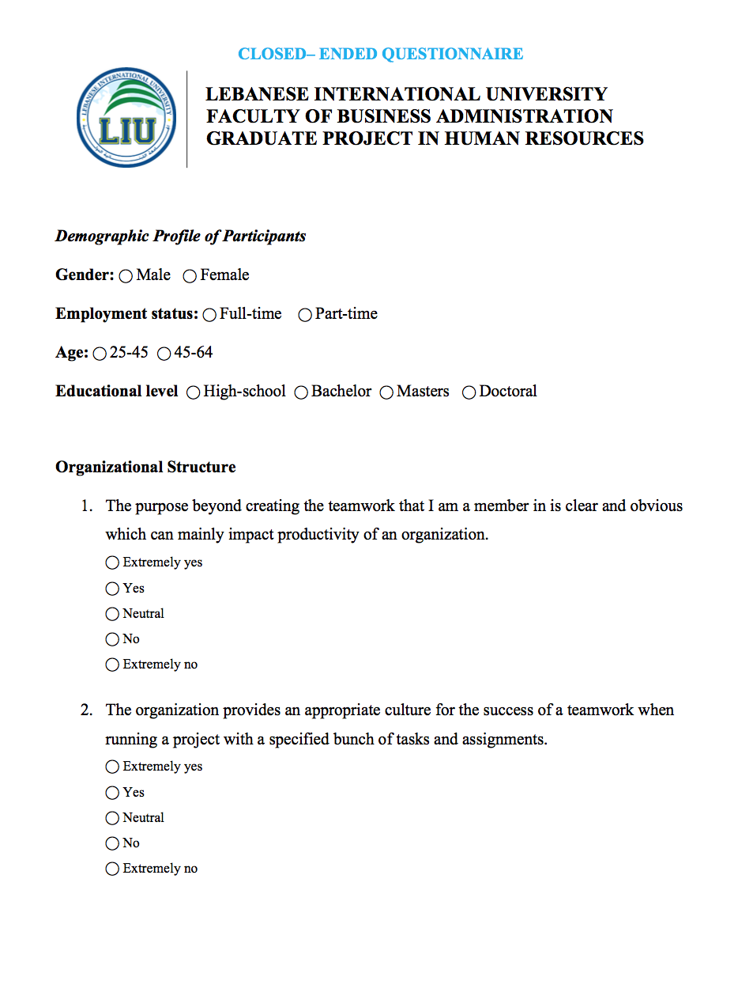 CLOSED– ENDED QUESTIONNAIRE
LEBANESE INTERNATIONAL UNIVERSITY
LIU
LEBANESE INTERNATIONAL UNIVERSITY
FACULTY OF BUSINESS ADMINISTRATION
GRADUATE PROJECT IN HUMAN RESOURCES
Demographic Profile of Participants
Gender: Male Female
Employment status: Full-time Part-time
Age: 25-45 45-64
Educational level High-school Bachelor Masters Doctoral
Organizational Structure
1. The purpose beyond creating the teamwork that I am a member in is clear and obvious
which can mainly impact productivity of an organization.
Extremely yes
Yes
Neutral
No
Extremely no
2. The organization provides an appropriate culture for the success of a teamwork when
running a project with a specified bunch of tasks and assignments.
Extremely yes
Yes
Neutral
No
Extremely no